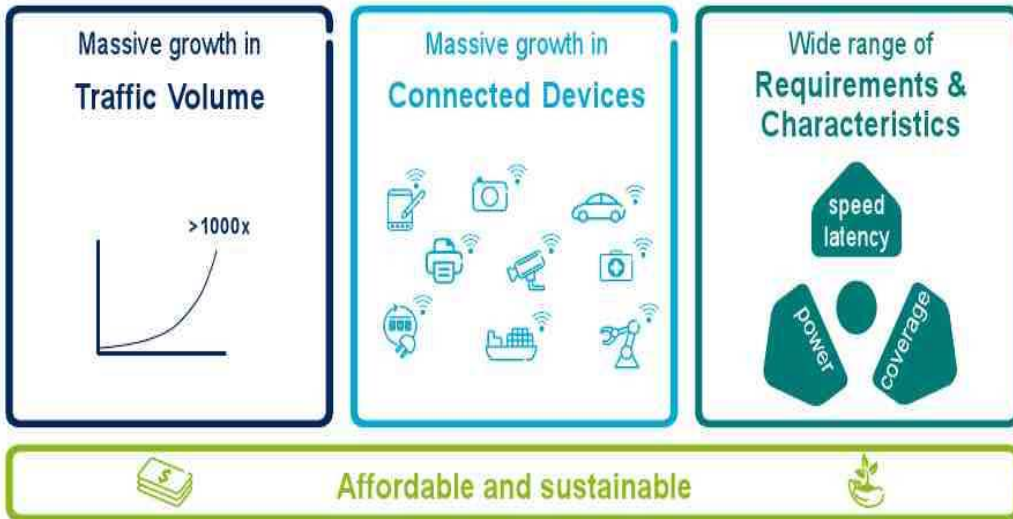 Massive growth in
Traffic Volume
>1000x
Massive growth in
Connected Devices
Wide range of
Requirements &
Characteristics
speed
latency
power
coverage
$
Affordable and sustainable